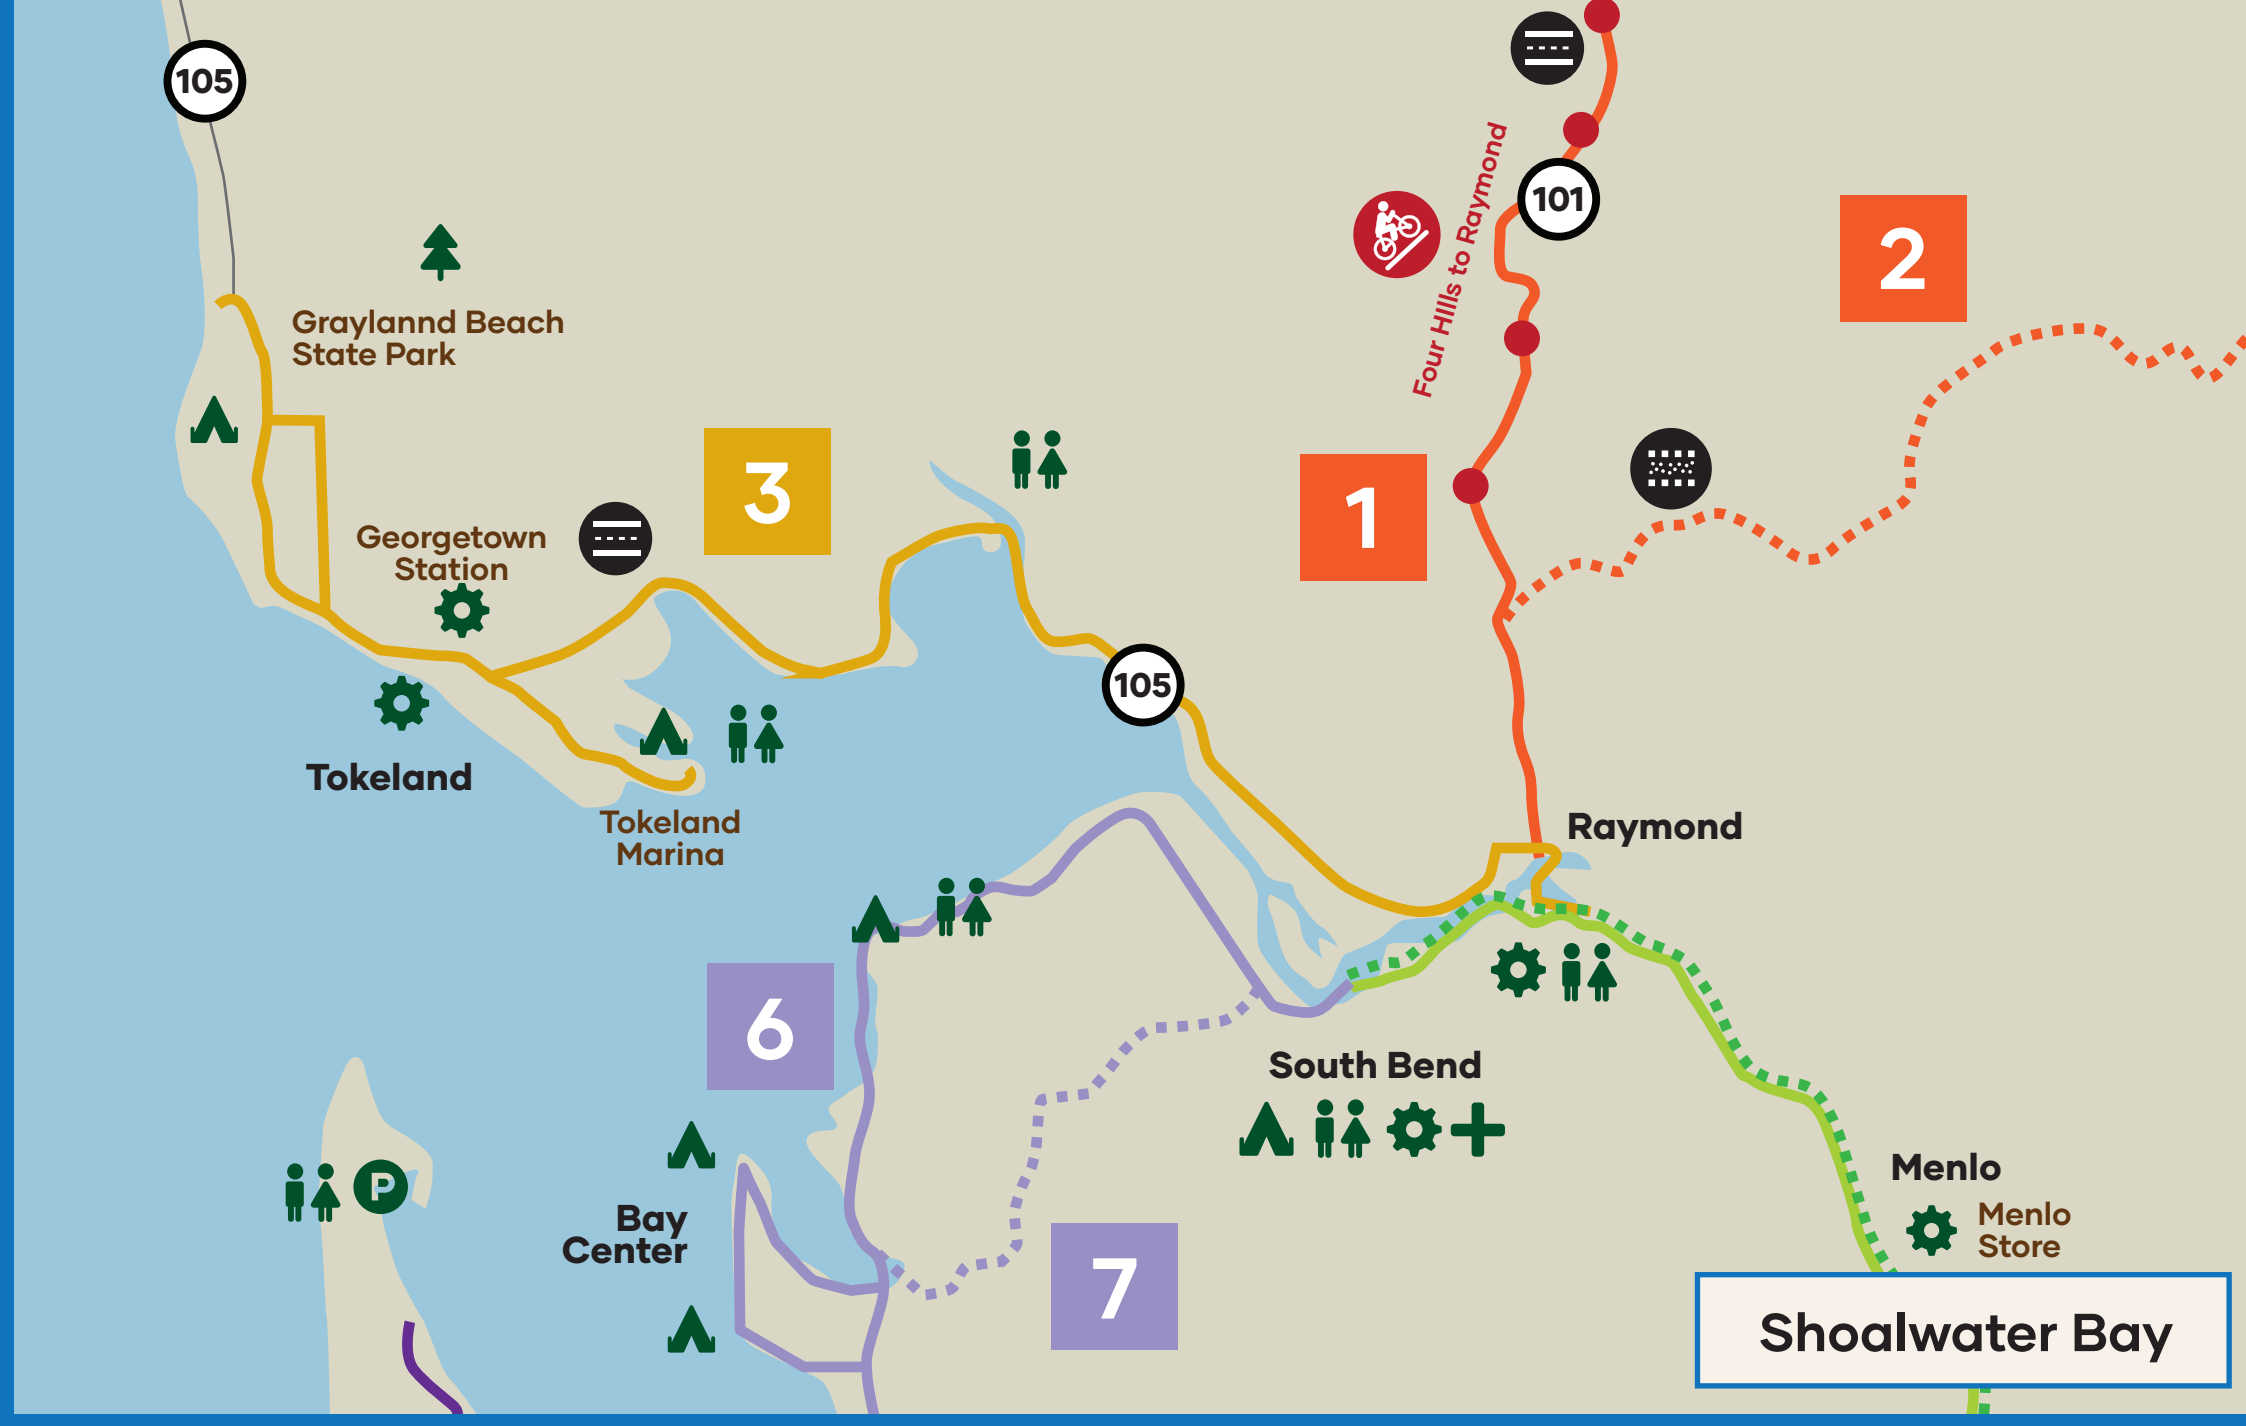 105
101
Four HIlls to Raymond
2
Graylannd Beach
State Park
3
1
Georgetown
Station
105
Tokeland
Tokeland
Marina
Raymond
6
South Bend
Menlo
Menlo
Store
P
Bay
Center
7
Shoalwater Bay